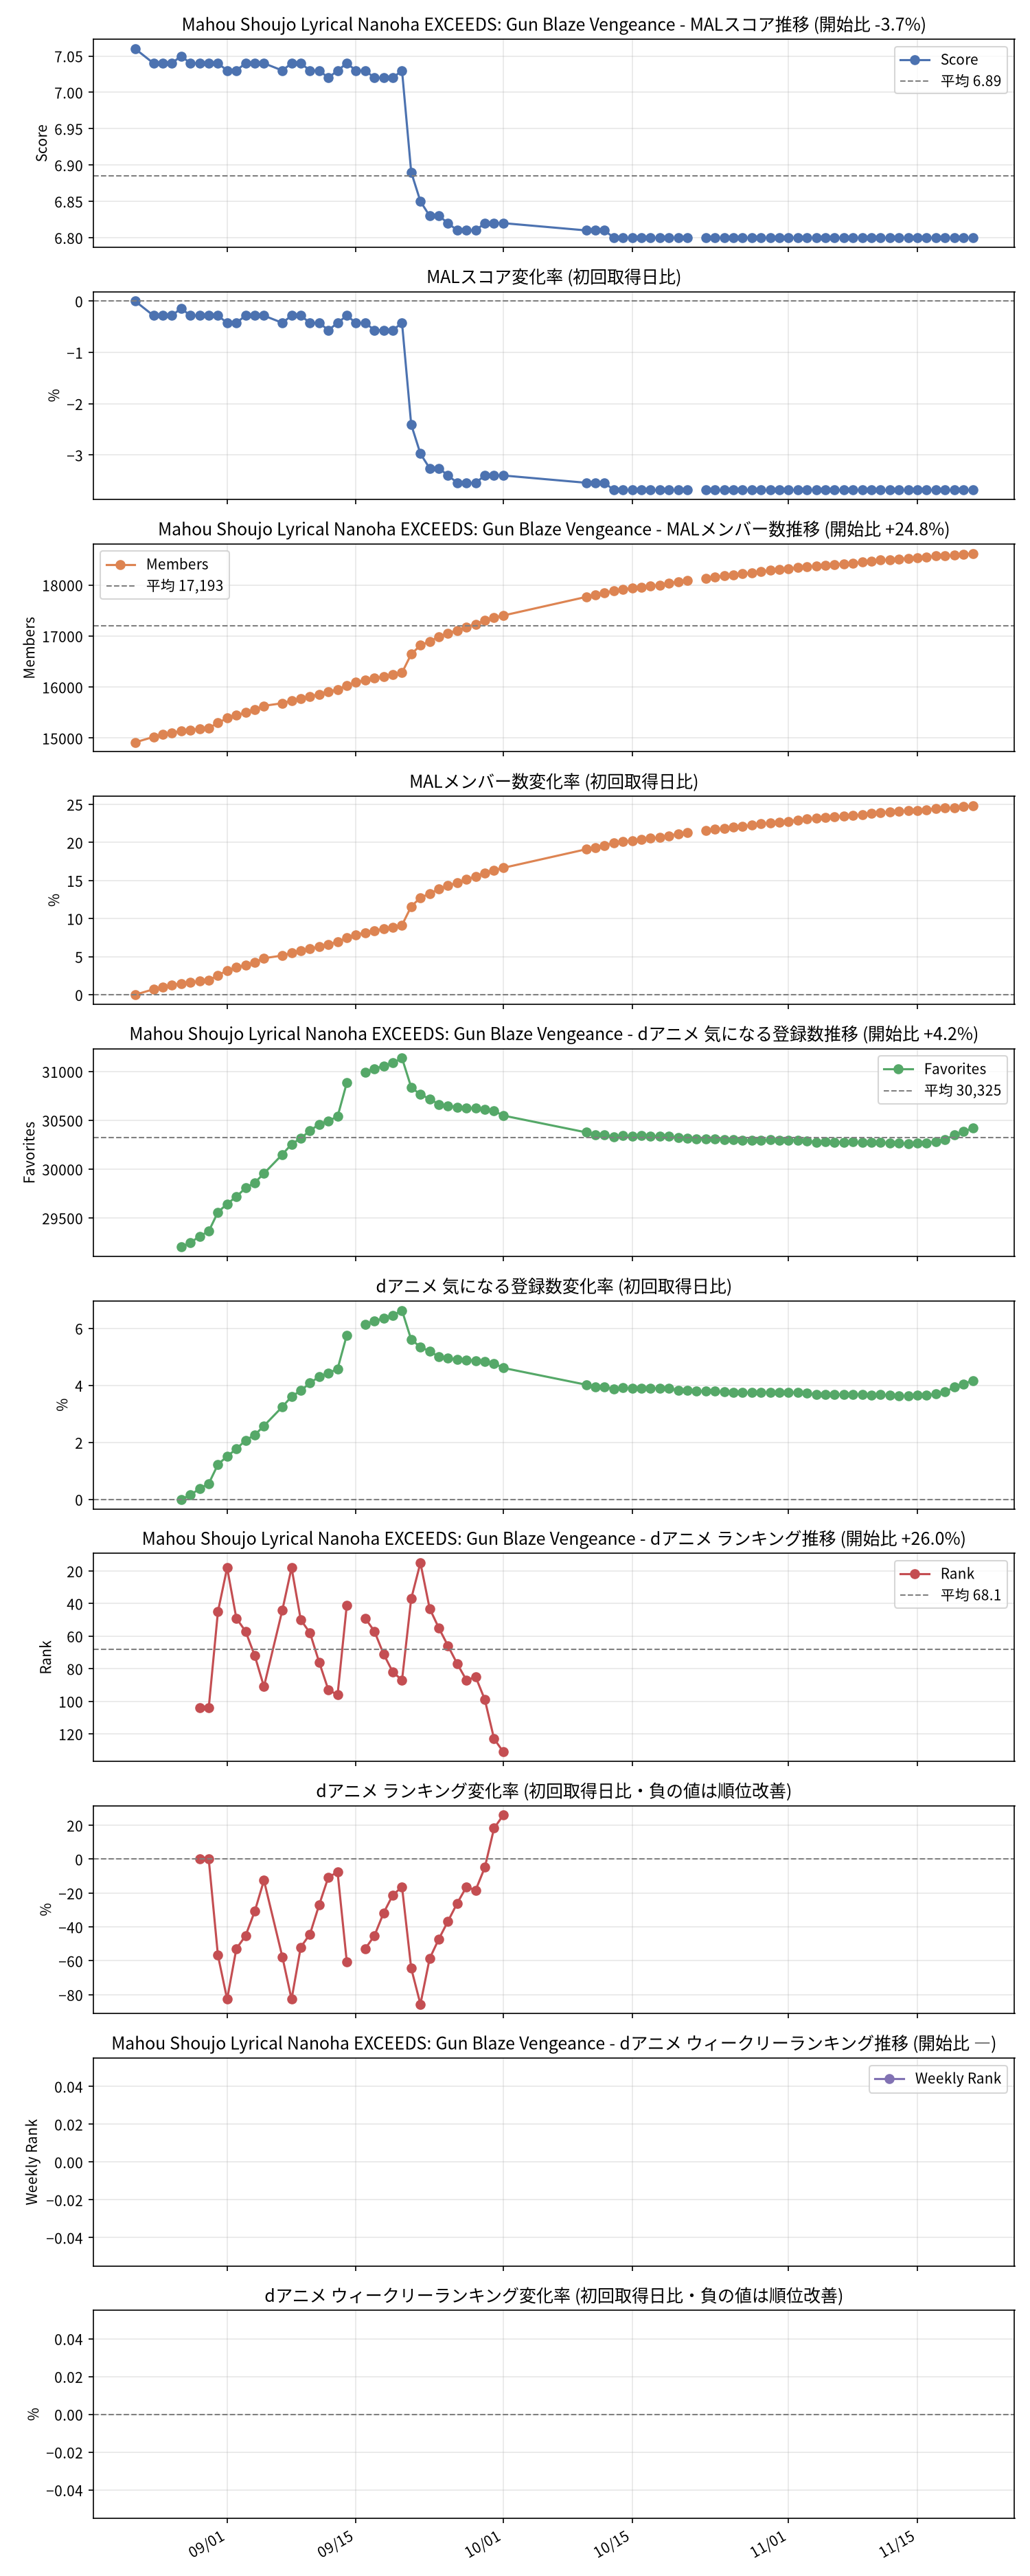 Mahou Shoujo Lyrical Nanoha EXCEEDS: Gun Blaze Vengeance - MALスコア推移 (開始比 -3.7%)
7.05
7.00
6.95
6.90
6.85
6.80
Score
Score
平均 6.89
MALスコア変化率 (初回取得日比)
0
−1
−2
−3
%
Mahou Shoujo Lyrical Nanoha EXCEEDS: Gun Blaze Vengeance - MALメンバー数推移 (開始比 +24.8%)
18000
17000
16000
15000
Members
Members
平均 17,193
MALメンバー数変化率 (初回取得日比)
25
20
15
10
5
0
%
Mahou Shoujo Lyrical Nanoha EXCEEDS: Gun Blaze Vengeance - dアニメ 気になる登録数推移 (開始比 +4.2%)
31000
30500
30000
29500
Favorites
Favorites
平均 30,325
dアニメ 気になる登録数変化率 (初回取得日比)
6
4
2
0
%
Mahou Shoujo Lyrical Nanoha EXCEEDS: Gun Blaze Vengeance - dアニメ ランキング推移 (開始比 +26.0%)
20
40
60
80
100
120
Rank
Rank
平均 68.1
dアニメ ランキング変化率 (初回取得日比・負の値は順位改善)
20
0
−20
−40
−60
−80
%
Mahou Shoujo Lyrical Nanoha EXCEEDS: Gun Blaze Vengeance - dアニメ ウィークリーランキング推移 (開始比 —)
0.04
0.02
0.00
−0.02
−0.04
Weekly Rank
Weekly Rank
dアニメ ウィークリーランキング変化率 (初回取得日比・負の値は順位改善)
0.04
0.02
0.00
−0.02
−0.04
%
09/01
09/15
10/01
10/15
11/01
11/15